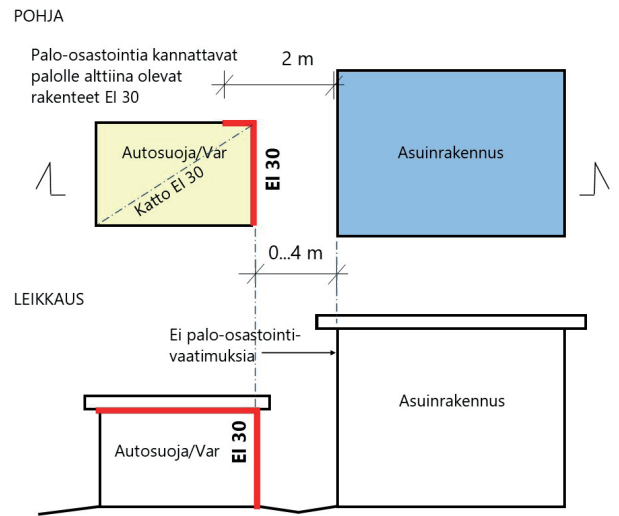 POHJA
Palo-osastointia kannattavat
palolle alttiina olevat
rakenteet EI 30
2 m
Autosuoja/Var
Katto EI 30
EI 30
Asuinrakennus
0...4 m
LEIKKAUS
Ei palo-osastointi-
vaatimuksia
Asuinrakennus
Autosuoja/Var
EI 30